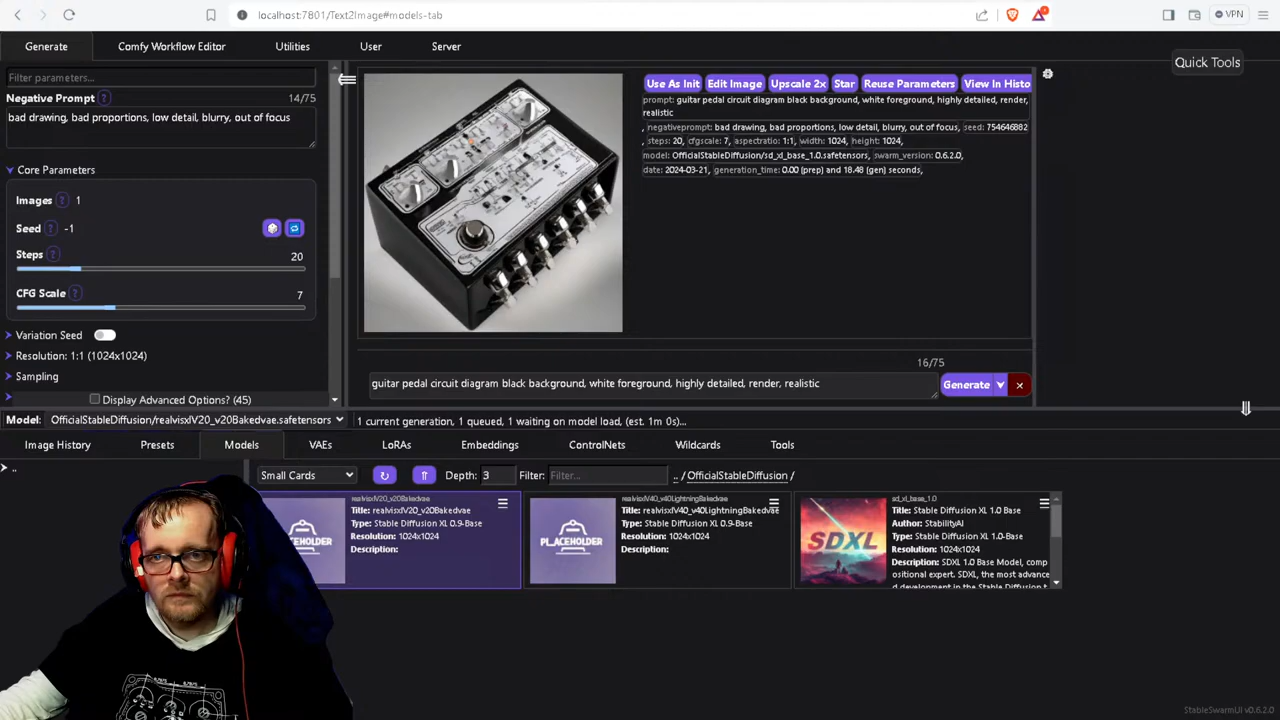 localhost:7801/Text2Image#models-tab
VPN
Generate
Comfy Workflow Editor
Utilities
User
Server
Quick Tools
Filter parameters...
Negative Prompt ? 14/75
bad drawing, bad proportions, low detail, blurry, out of focus
Core Parameters
Images ? 1
Seed ? -1
Steps ? 20
CFG Scale ? 7
Variation Seed
Resolution: 1:1 (1024x1024)
Sampling
Display Advanced Options? (45)
Use As Init
Edit Image
Upscale 2x
Star
Reuse Parameters
View In Histo
prompt: guitar pedal circuit diagram black background, white foreground, highly detailed, render,
realistic
, negativeprompt: bad drawing, bad proportions, low detail, blurry, out of focus, seed: 754646882
, steps: 20, cfgscale: 7, aspectratio: 1:1, width: 1024, height: 1024,
model: OfficialStableDiffusion/sd_xl_base_1.0.safetensors, swarm_version: 0.6.2.0,
date: 2024-03-21, generation_time: 0.00 (prep) and 18.48 (gen) seconds,
16/75
guitar pedal circuit diagram black background, white foreground, highly detailed, render, realistic
Generate
Model: OfficialStableDiffusion/realvisxlV20_v20Bakedvae.safetensors
1 current generation, 1 queued, 1 waiting on model load, (est. 1m 0s)...
Image History
Presets
Models
VAEs
LoRAs
Embeddings
ControlNets
Wildcards
Tools
..
Small Cards
Depth: 3
Filter: Filter...
.. / OfficialStableDiffusion /
HOLDER
realvisxlV20_v20Bakedvae
Title: realvisxlV20_v20Bakedvae
Type: Stable Diffusion XL 0.9-Base
Resolution: 1024x1024
Description:
PLACEHOLDER
realvisxlV40_v40LightningBakedvae
Title: realvisxlV40_v40LightningBakedvae
Type: Stable Diffusion XL 0.9-Base
Resolution: 1024x1024
Description:
SDXL
sd_xl_base_1.0
Title: Stable Diffusion XL 1.0 Base
Author: StabilityAI
Type: Stable Diffusion XL 1.0-Base
Resolution: 1024x1024
Description: SDXL 1.0 Base Model, comp
ositional expert. SDXL, the most advance
d development in the Stable Diffusion t
StableSwarmUI v0.6.2.0